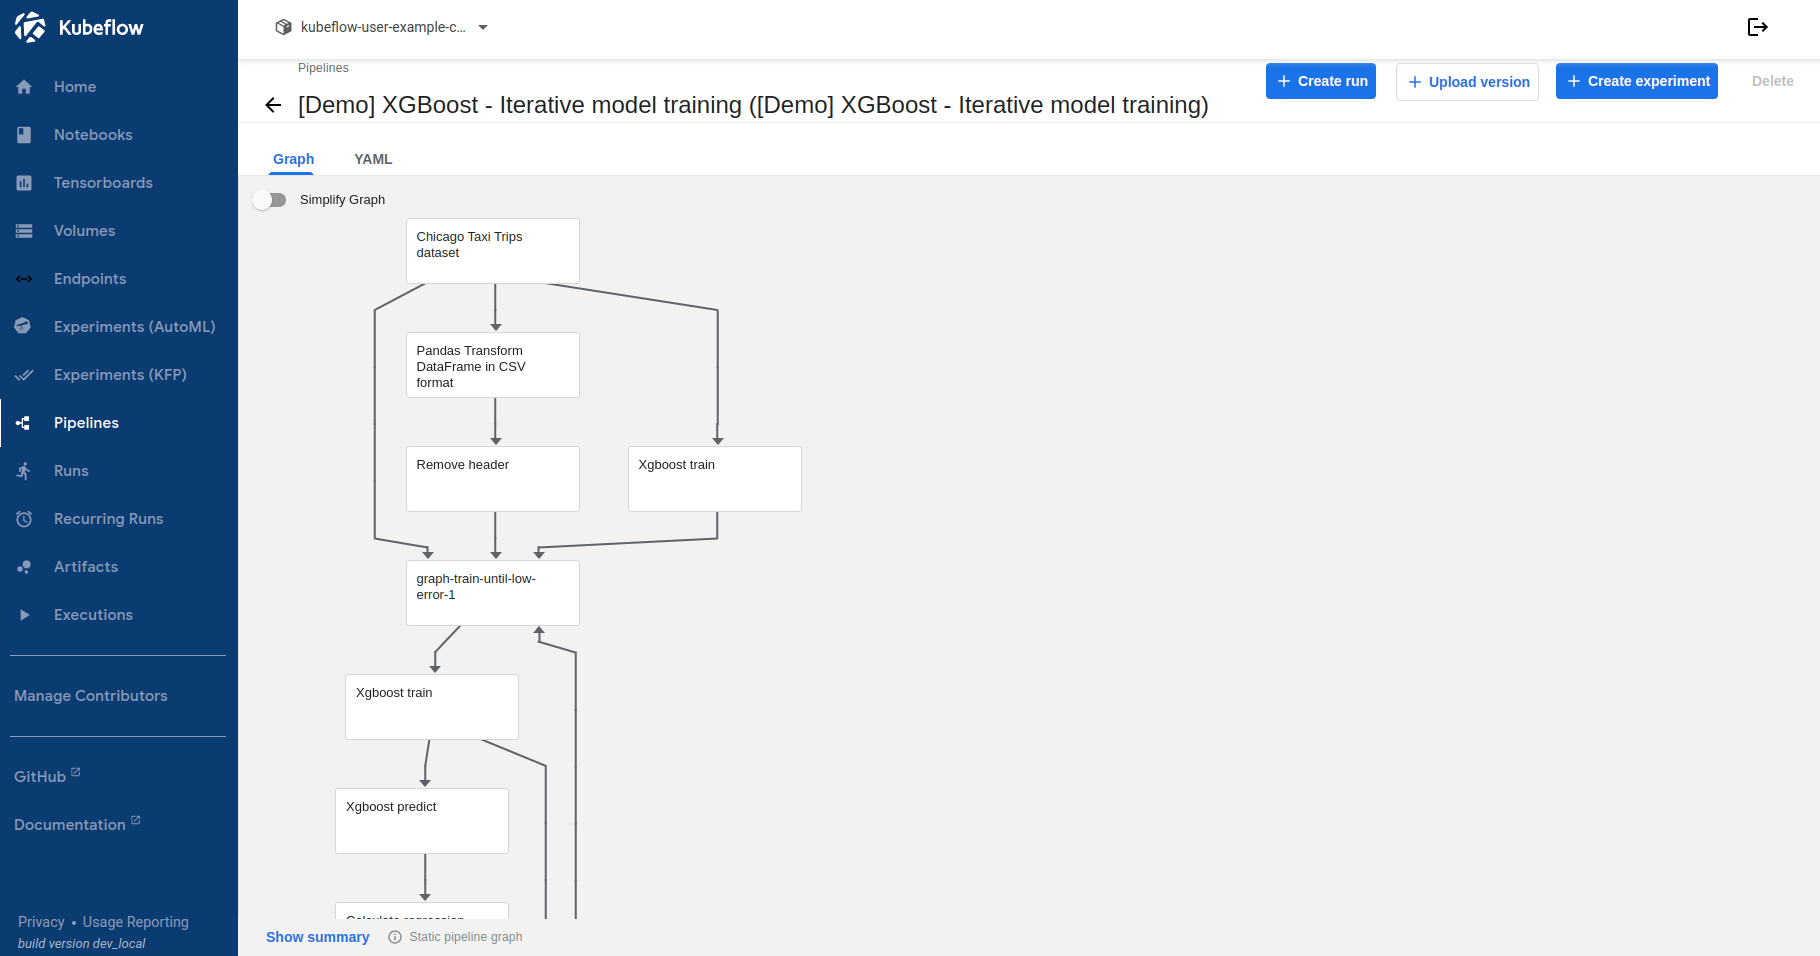 Kubeflow
Home
Notebooks
Tensorboards
Volumes
Endpoints
Experiments (AutoML)
Experiments (KFP)
Pipelines
Runs
Recurring Runs
Artifacts
Executions
Manage Contributors
GitHub
Documentation
Privacy • Usage Reporting
build version dev_local
kubeflow-user-example-c...
Pipelines
[Demo] XGBoost - Iterative model training ([Demo] XGBoost - Iterative model training)
+ Create run
+ Upload version
+ Create experiment
Delete
Graph
YAML
Simplify Graph
Chicago Taxi Trips
dataset
Pandas Transform
DataFrame in CSV
format
Remove header
Xgboost train
graph-train-until-low-
error-1
Xgboost train
Xgboost predict
Calculate regression
Show summary
Static pipeline graph